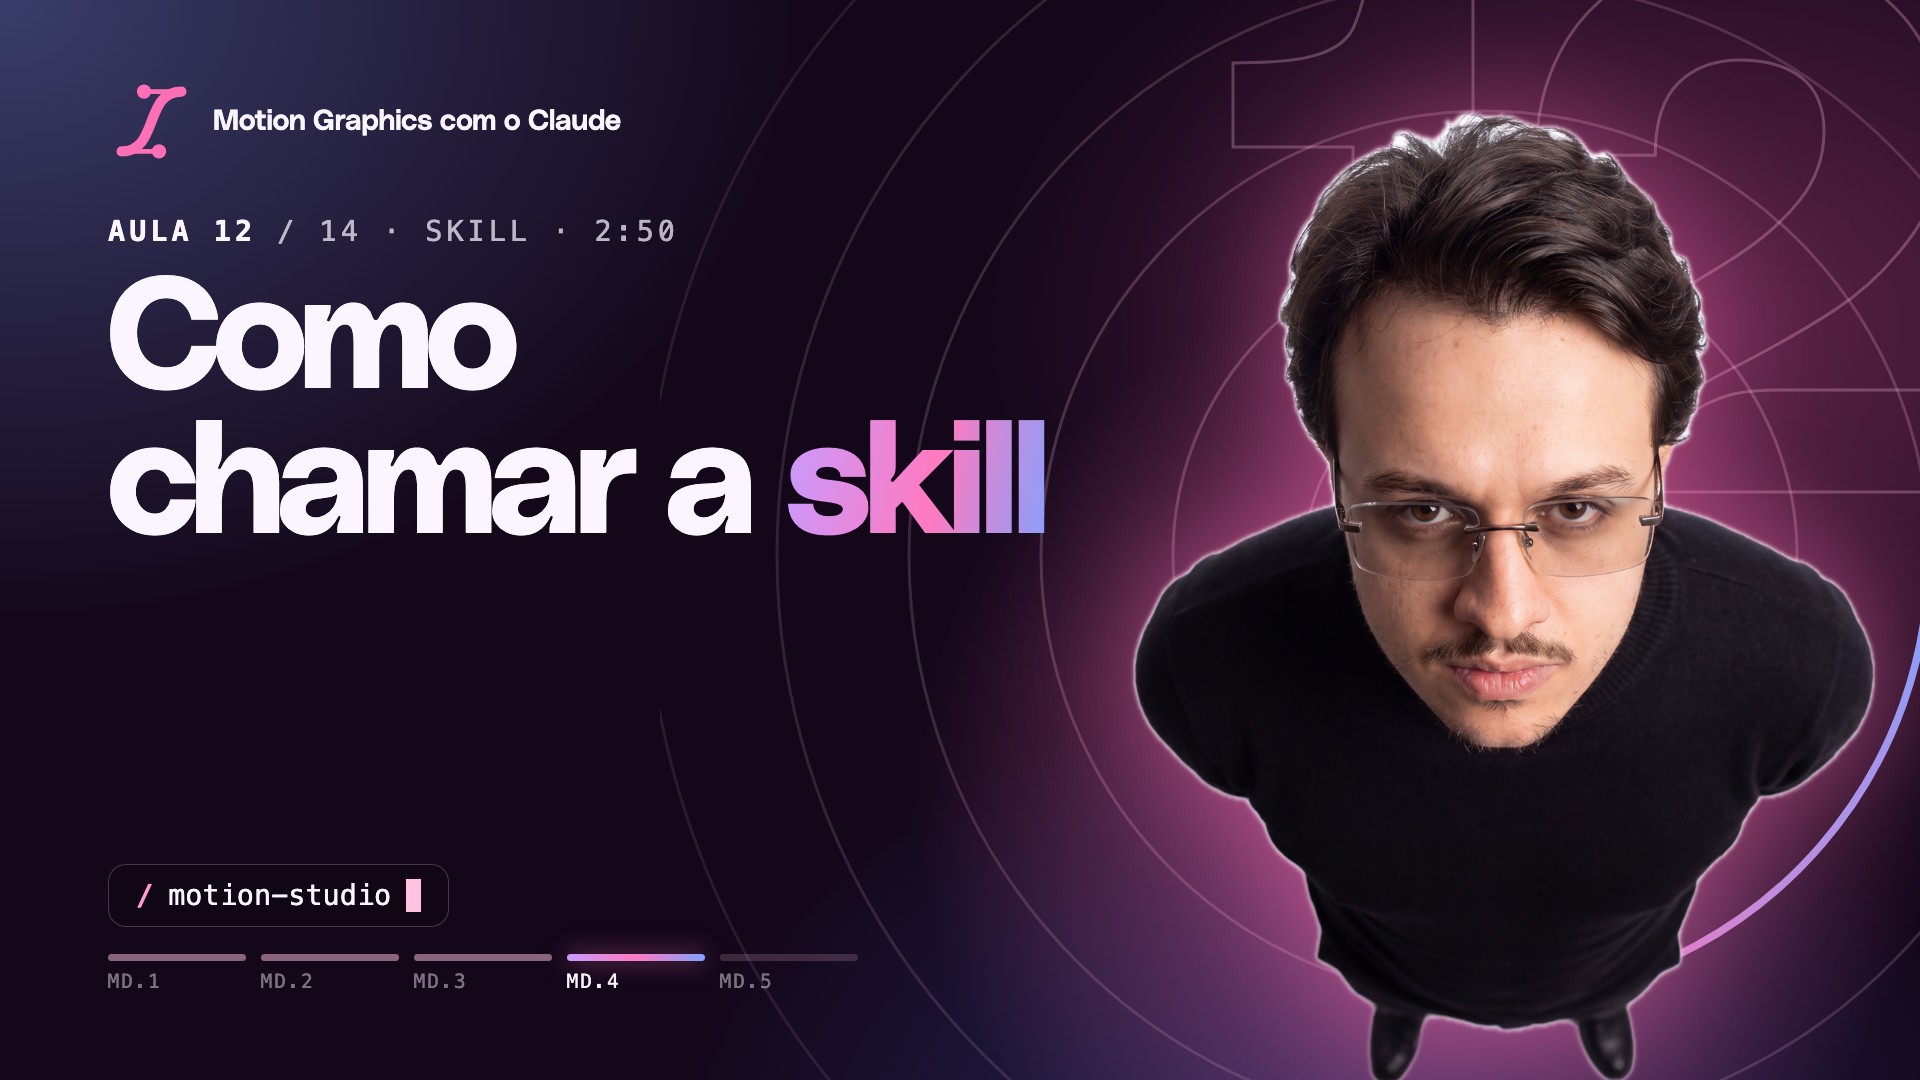 Motion Graphics com o Claude
AULA 12 / 14 · SKILL · 2:50
Como
chamar a skill
12
/ motion-studio
MD.1 MD.2 MD.3 MD.4 MD.5